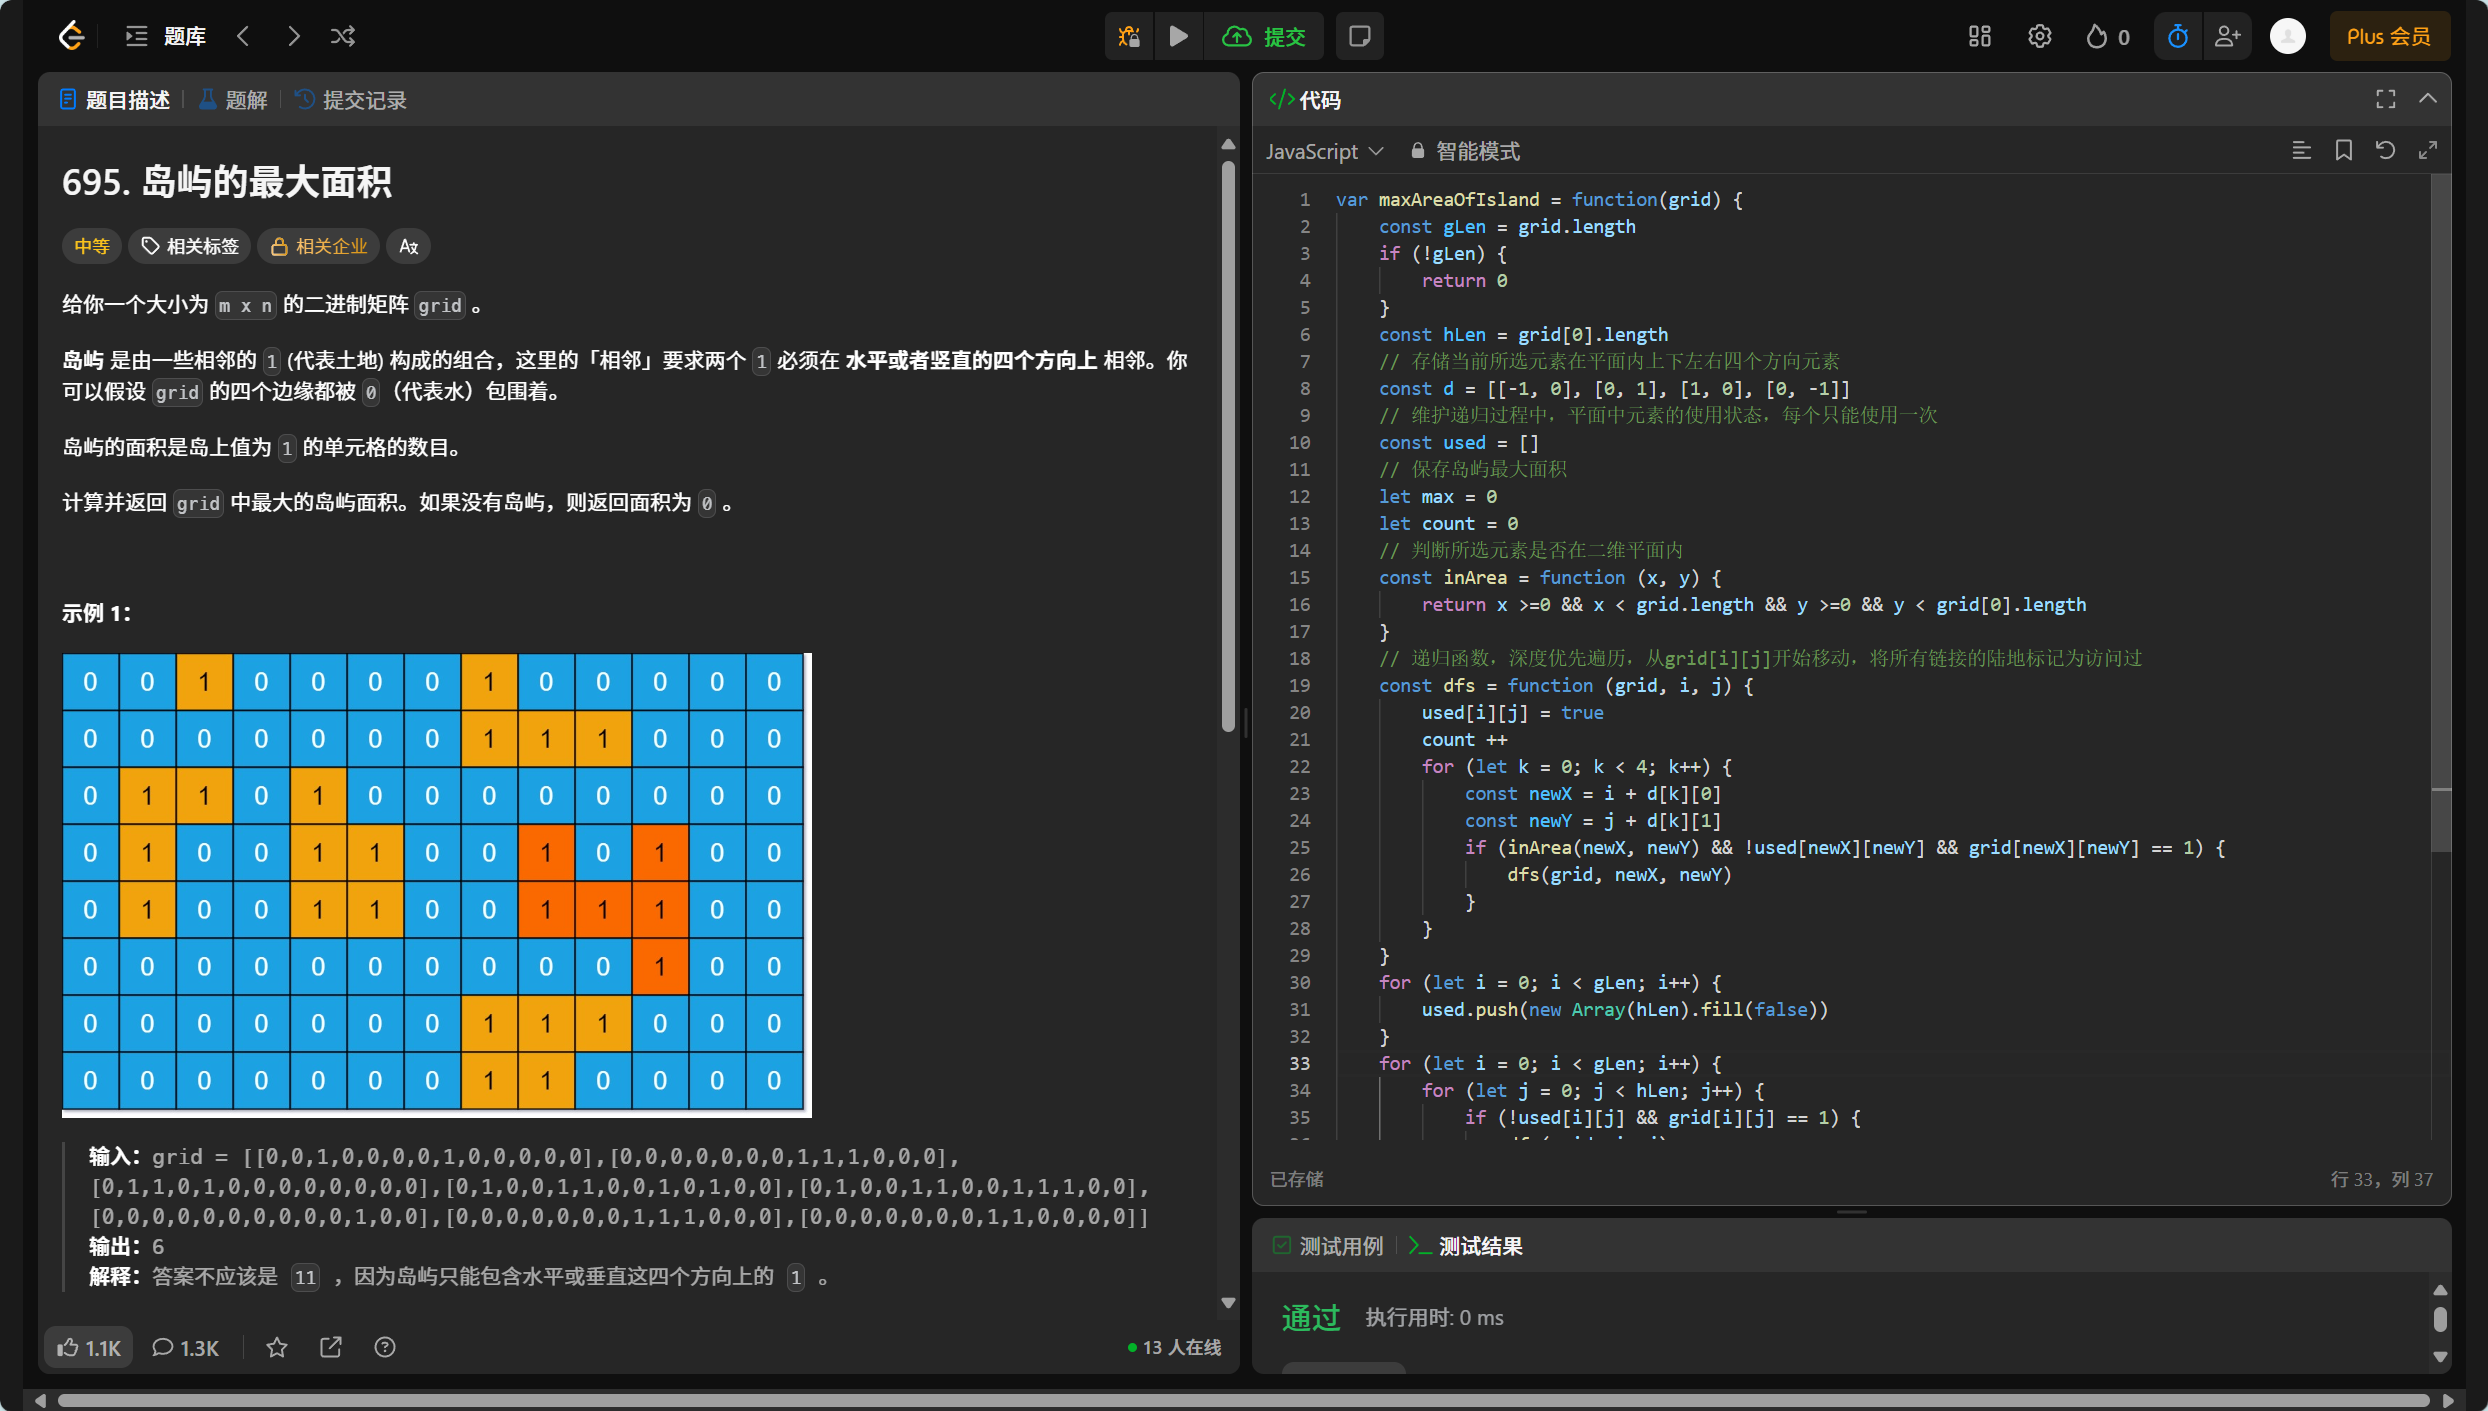 题库
提交
0
Plus 会员
题目描述
题解
提交记录
695. 岛屿的最大面积
中等
相关标签
相关企业
给你一个大小为 m x n 的二进制矩阵 grid 。
岛屿 是由一些相邻的 1 (代表土地) 构成的组合，这里的「相邻」要求两个 1 必须在 水平或者竖直的四个方向上 相邻。你
可以假设 grid 的四个边缘都被 0（代表水）包围着。
岛屿的面积是岛上值为 1 的单元格的数目。
计算并返回 grid 中最大的岛屿面积。如果没有岛屿，则返回面积为 0 。
示例 1：
0 0 1 0 0 0 0 1 0 0 0 0 0
0 0 0 0 0 0 0 1 1 1 0 0 0
0 1 1 0 1 0 0 0 0 0 0 0 0
0 1 0 0 1 1 0 0 1 0 1 0 0
0 1 0 0 1 1 0 0 1 1 1 0 0
0 0 0 0 0 0 0 0 0 0 1 0 0
0 0 0 0 0 0 0 1 1 1 0 0 0
0 0 0 0 0 0 0 1 1 0 0 0 0
输入：grid = [[0,0,1,0,0,0,0,1,0,0,0,0,0],[0,0,0,0,0,0,0,1,1,1,0,0,0],
[0,1,1,0,1,0,0,0,0,0,0,0,0],[0,1,0,0,1,1,0,0,1,0,1,0,0],[0,1,0,0,1,1,0,0,1,1,1,0,0],
[0,0,0,0,0,0,0,0,0,0,1,0,0],[0,0,0,0,0,0,0,1,1,1,0,0,0],[0,0,0,0,0,0,0,1,1,0,0,0,0]]
输出：6
解释：答案不应该是 11 ，因为岛屿只能包含水平或垂直这四个方向上的 1 。
1.1K
1.3K
13 人在线
</> 代码
JavaScript
智能模式
1 var maxAreaOfIsland = function(grid) {
2 const gLen = grid.length
3 if (!gLen) {
4 return 0
5 }
6 const hLen = grid[0].length
7 // 存储当前所选元素在平面内上下左右四个方向元素
8 const d = [[-1, 0], [0, 1], [1, 0], [0, -1]]
9 // 维护递归过程中，平面中元素的使用状态，每个只能使用一次
10 const used = []
11 // 保存岛屿最大面积
12 let max = 0
13 let count = 0
14 // 判断所选元素是否在二维平面内
15 const inArea = function (x, y) {
16 return x >=0 && x < grid.length && y >=0 && y < grid[0].length
17 }
18 // 递归函数，深度优先遍历，从grid[i][j]开始移动，将所有链接的陆地标记为访问过
19 const dfs = function (grid, i, j) {
20 used[i][j] = true
21 count ++
22 for (let k = 0; k < 4; k++) {
23 const newX = i + d[k][0]
24 const newY = j + d[k][1]
25 if (inArea(newX, newY) && !used[newX][newY] && grid[newX][newY] == 1) {
26 dfs(grid, newX, newY)
27 }
28 }
29 }
30 for (let i = 0; i < gLen; i++) {
31 used.push(new Array(hLen).fill(false))
32 }
33 for (let i = 0; i < gLen; i++) {
34 for (let j = 0; j < hLen; j++) {
35 if (!used[i][j] && grid[i][j] == 1) {
已存储
行 33，列 37
测试用例
测试结果
通过
执行用时: 0 ms